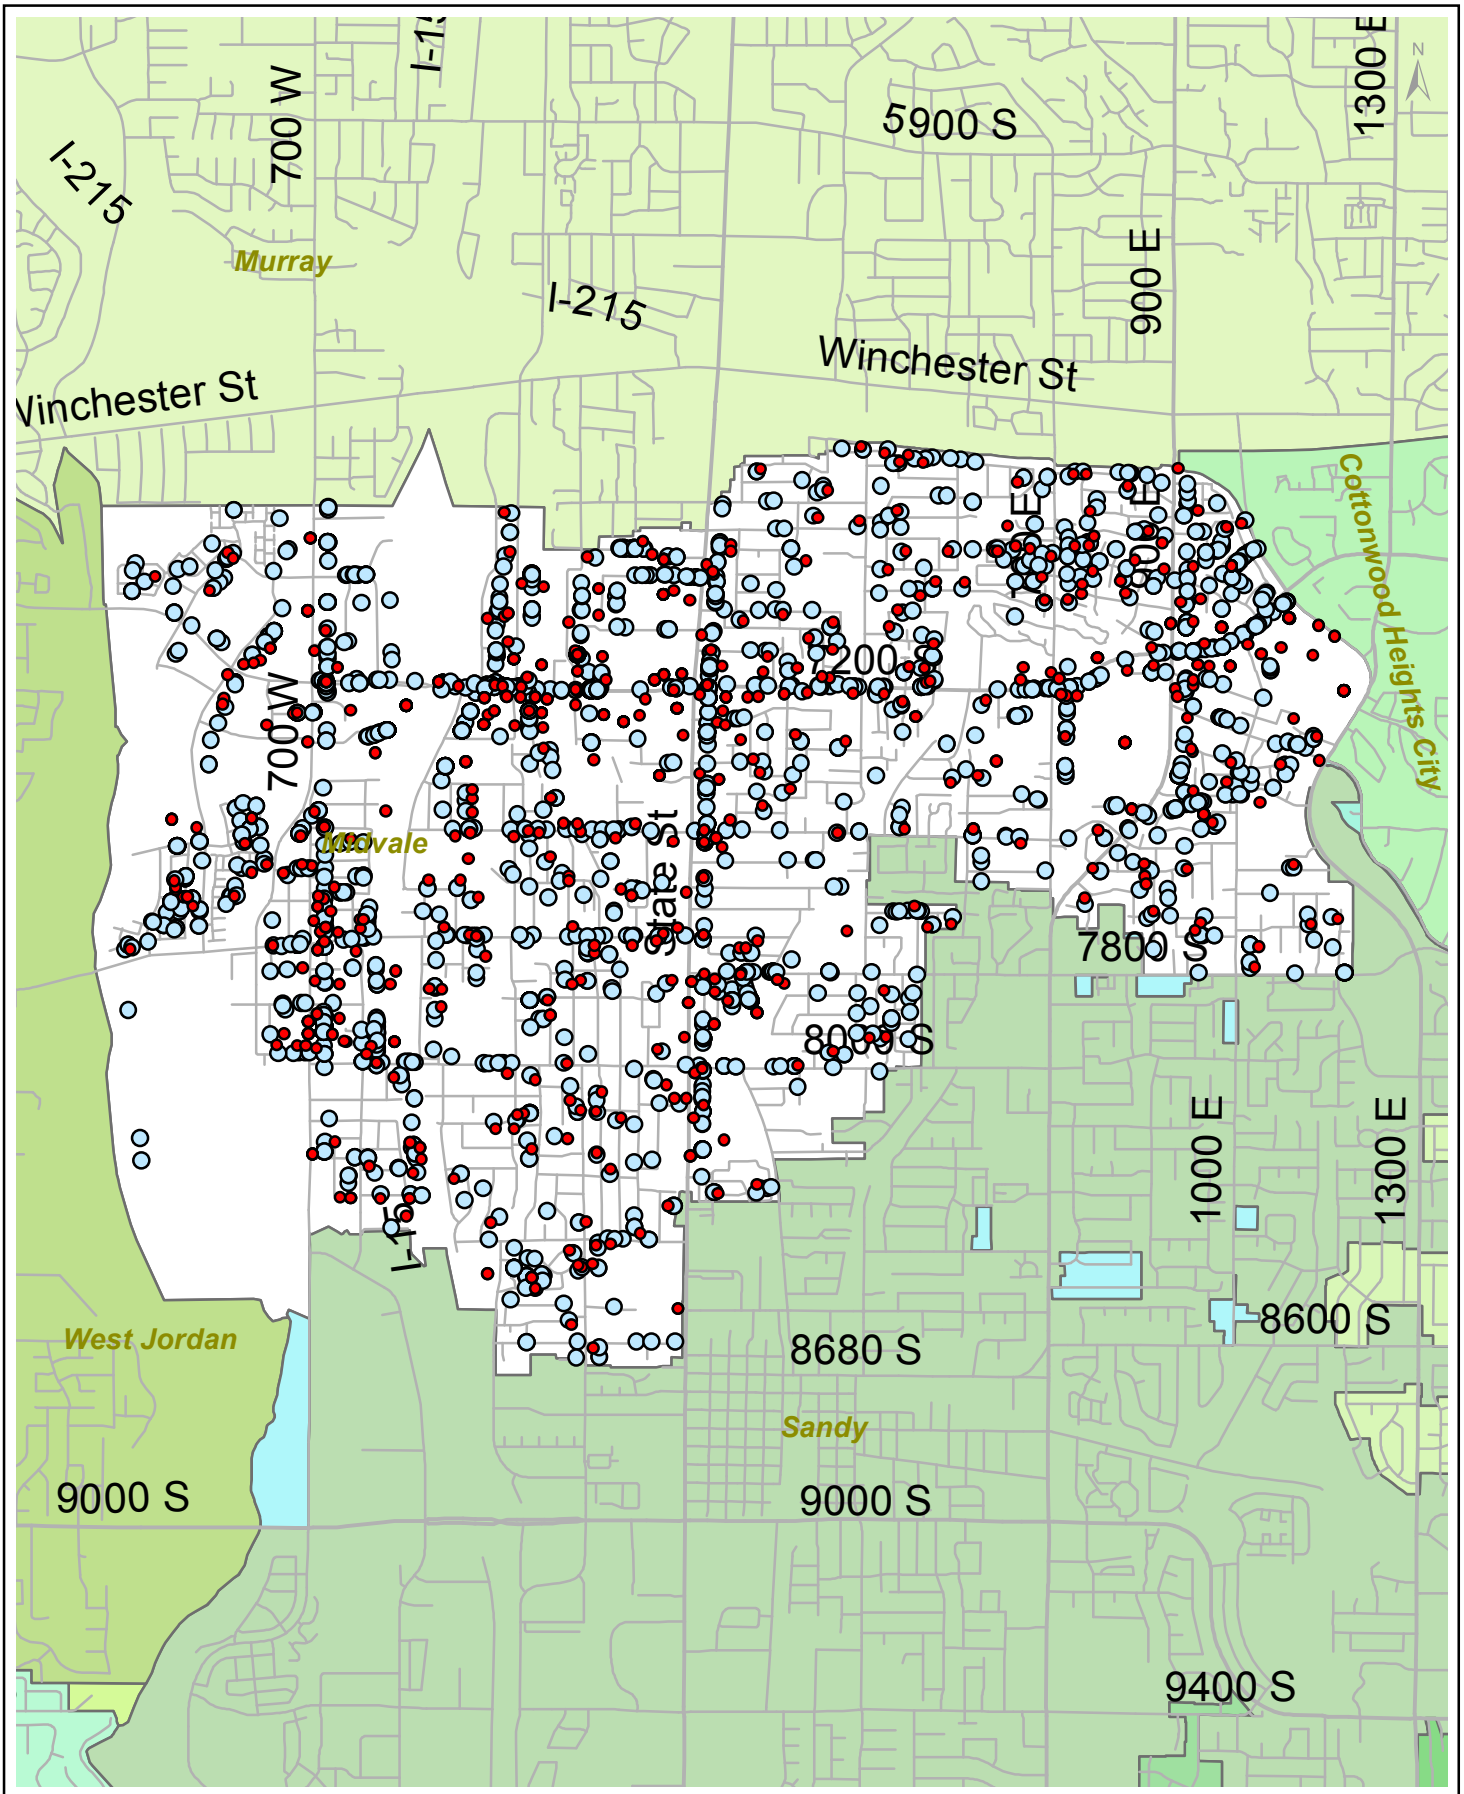 I-15
1300 E
N
700 W
5900 S
I-215
Murray
900 E
I-215
Winchester St
Winchester St
Cottonwood Heights City
900 E
7200 S
700 W
Midvale
State St
7800 S
8000 S
1000 E
1300 E
I-15
8600 S
West Jordan
8680 S
Sandy
9000 S
9000 S
9400 S